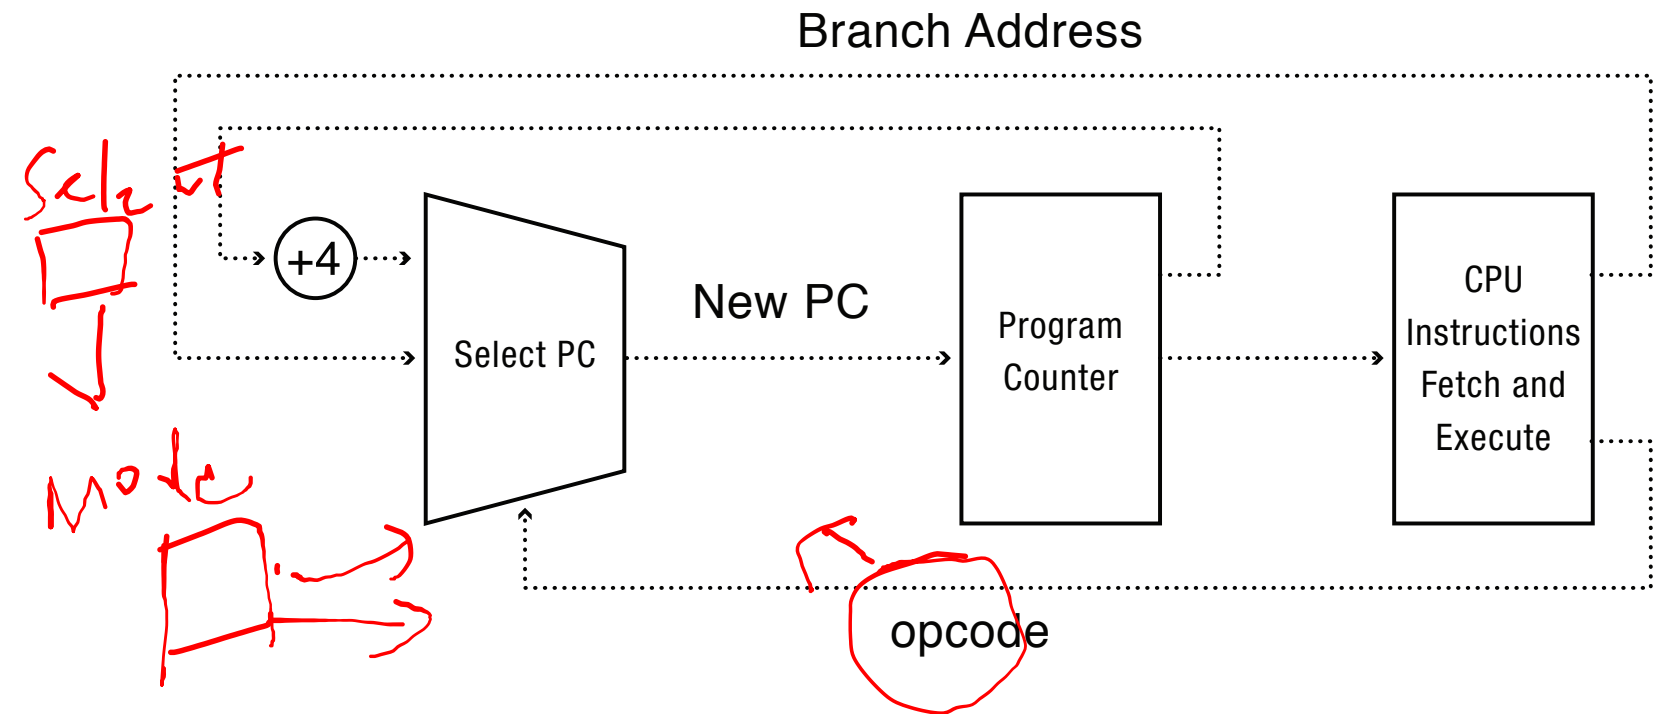 Branch Address
Select
+4
New PC
Select PC
Program
Counter
CPU
Instructions
Fetch and
Execute
Mode
opcode